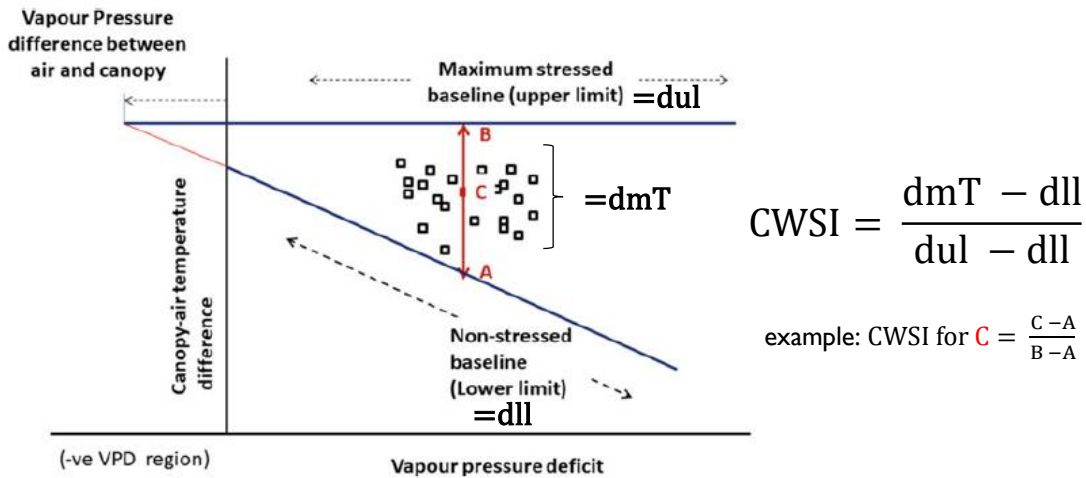 Vapour Pressure
difference between
air and canopy
Maximum stressed
baseline (upper limit) =dul
B
C
=dmT
A
Canopy-air temperature
difference
Non-stressed
baseline
(Lower limit)
=dll
(-ve VPD region)
Vapour pressure deficit
CWSI = dmT − dll
dul − dll
example: CWSI for C = C −A
B −A